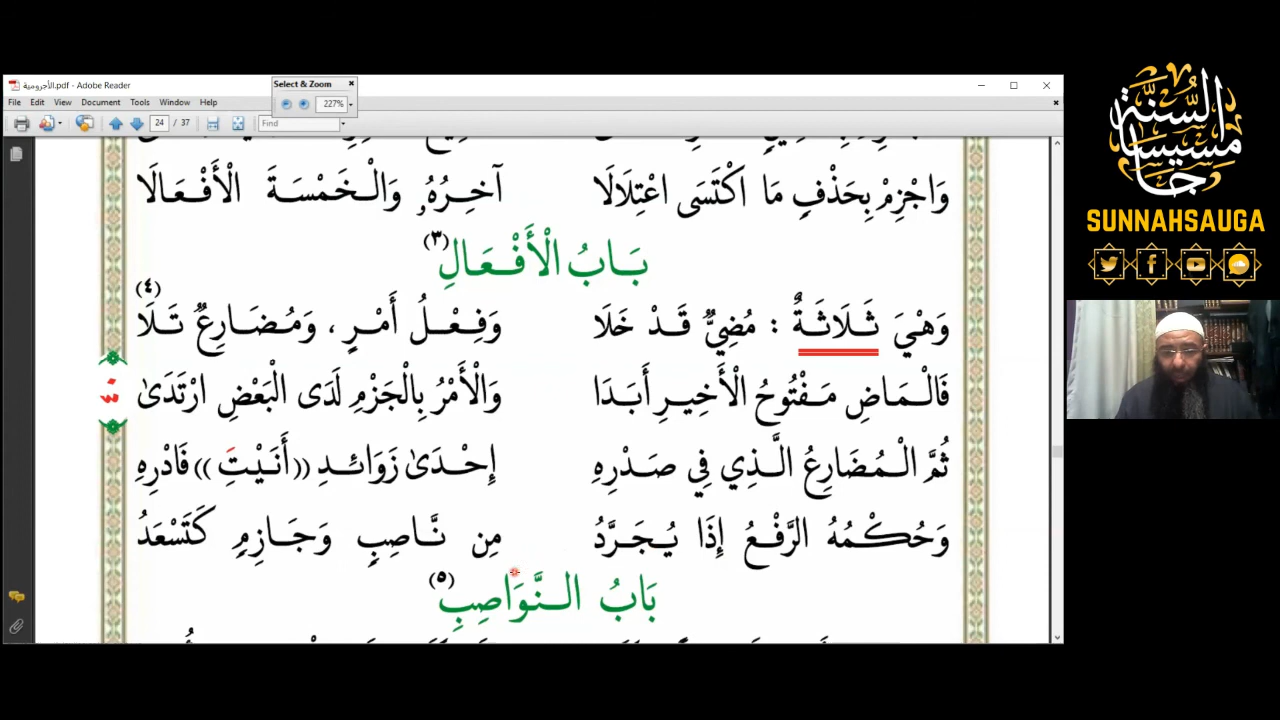 الأجرومية.pdf - Adobe Reader
Select & Zoom
File Edit View Document Tools Window Help
227%
24 / 37
Find
وَاجْزِمْ بِحَذْفِ مَا اكْتَسَى اعْتِلَالَا آخِرُهُ وَالْخَمْسَةَ الْأَفْعَالَا
بَابُ الْأَفْعَالِ (٣)
وَهْيَ ثَلَاثَةٌ : مُضِيٌّ قَدْ خَلَا وَفِعْلُ أَمْرٍ ، وَمُضَارِعٌ تَلَا (٤)
فَالْمَاضِ مَفْتُوحُ الْأَخِيرِ أَبَدَا وَالْأَمْرُ بِالْجَزْمِ لَدَى الْبَعْضِ ارْتَدَىٰ
ثُمَّ الْمُضَارِعُ الَّذِي فِي صَدْرِهِ إِحْدَىٰ زَوَائِدِ ((أَنَيْتَ)) فَادْرِهِ
وَحُكْمُهُ الرَّفْعُ إِذَا يُجَرَّدُ مِن نَّاصِبٍ وَجَازِمٍ كَتَسْعَدُ
بَابُ النَّوَاصِبِ (٥)
السُّنَّة
مسيساجا
SUNNAHSAUGA